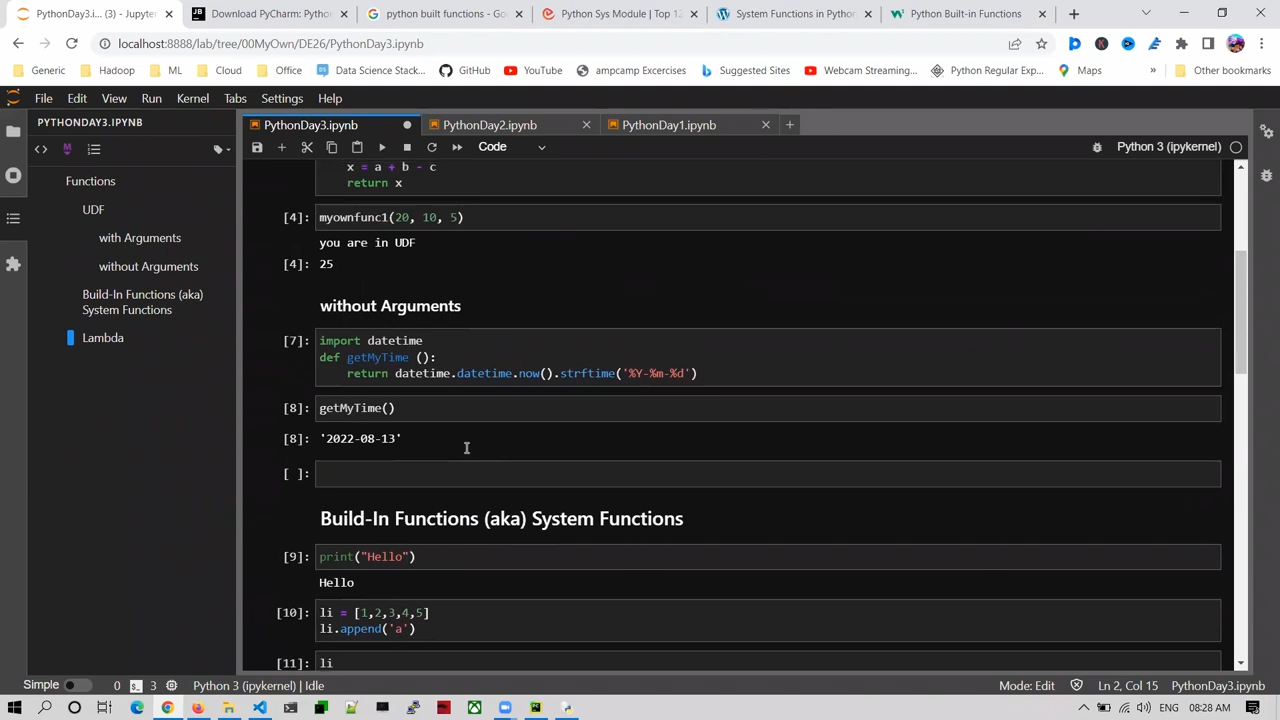 PythonDay3.i... (3) - Jupyter
Download PyCharm: Python
python built functions - Goo
Python Sys Module | Top 12
System Functions in Python
Python Built-in Functions
localhost:8888/lab/tree/00MyOwn/DE26/PythonDay3.ipynb
Generic
Hadoop
ML
Cloud
Office
Data Science Stack...
GitHub
YouTube
ampcamp Excercises
Suggested Sites
Webcam Streaming...
Python Regular Exp...
Maps
»
Other bookmarks
File Edit View Run Kernel Tabs Settings Help
PYTHONDAY3.IPYNB
PythonDay3.ipynb
PythonDay2.ipynb
PythonDay1.ipynb
Code
Python 3 (ipykernel)
Functions
UDF
with Arguments
without Arguments
Build-In Functions (aka)
System Functions
Lambda
x = a + b - c
return x
[4]: myownfunc1(20, 10, 5)
you are in UDF
[4]: 25
without Arguments
[7]: import datetime
def getMyTime ():
return datetime.datetime.now().strftime('%Y-%m-%d')
[8]: getMyTime()
[8]: '2022-08-13'
[ ]:
Build-In Functions (aka) System Functions
[9]: print("Hello")
Hello
[10]: li = [1,2,3,4,5]
li.append('a')
[11]: li
Simple 0 3 Python 3 (ipykernel) | Idle
Mode: Edit Ln 2, Col 15 PythonDay3.ipynb
ENG 08:28 AM